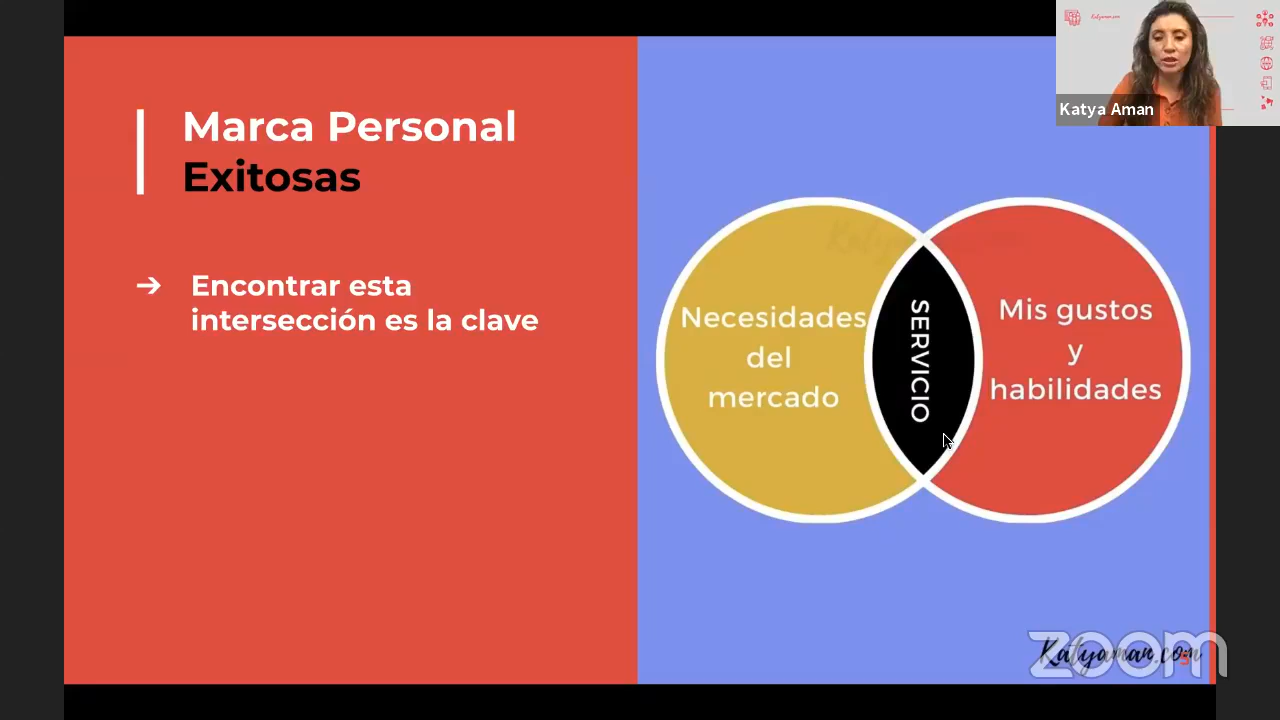 Marca Personal
Exitosas
➔ Encontrar esta
intersección es la clave
Necesidades
del
mercado
SERVICIO
Mis gustos
y
habilidades
Katya Aman
Katyaman.com
zoom